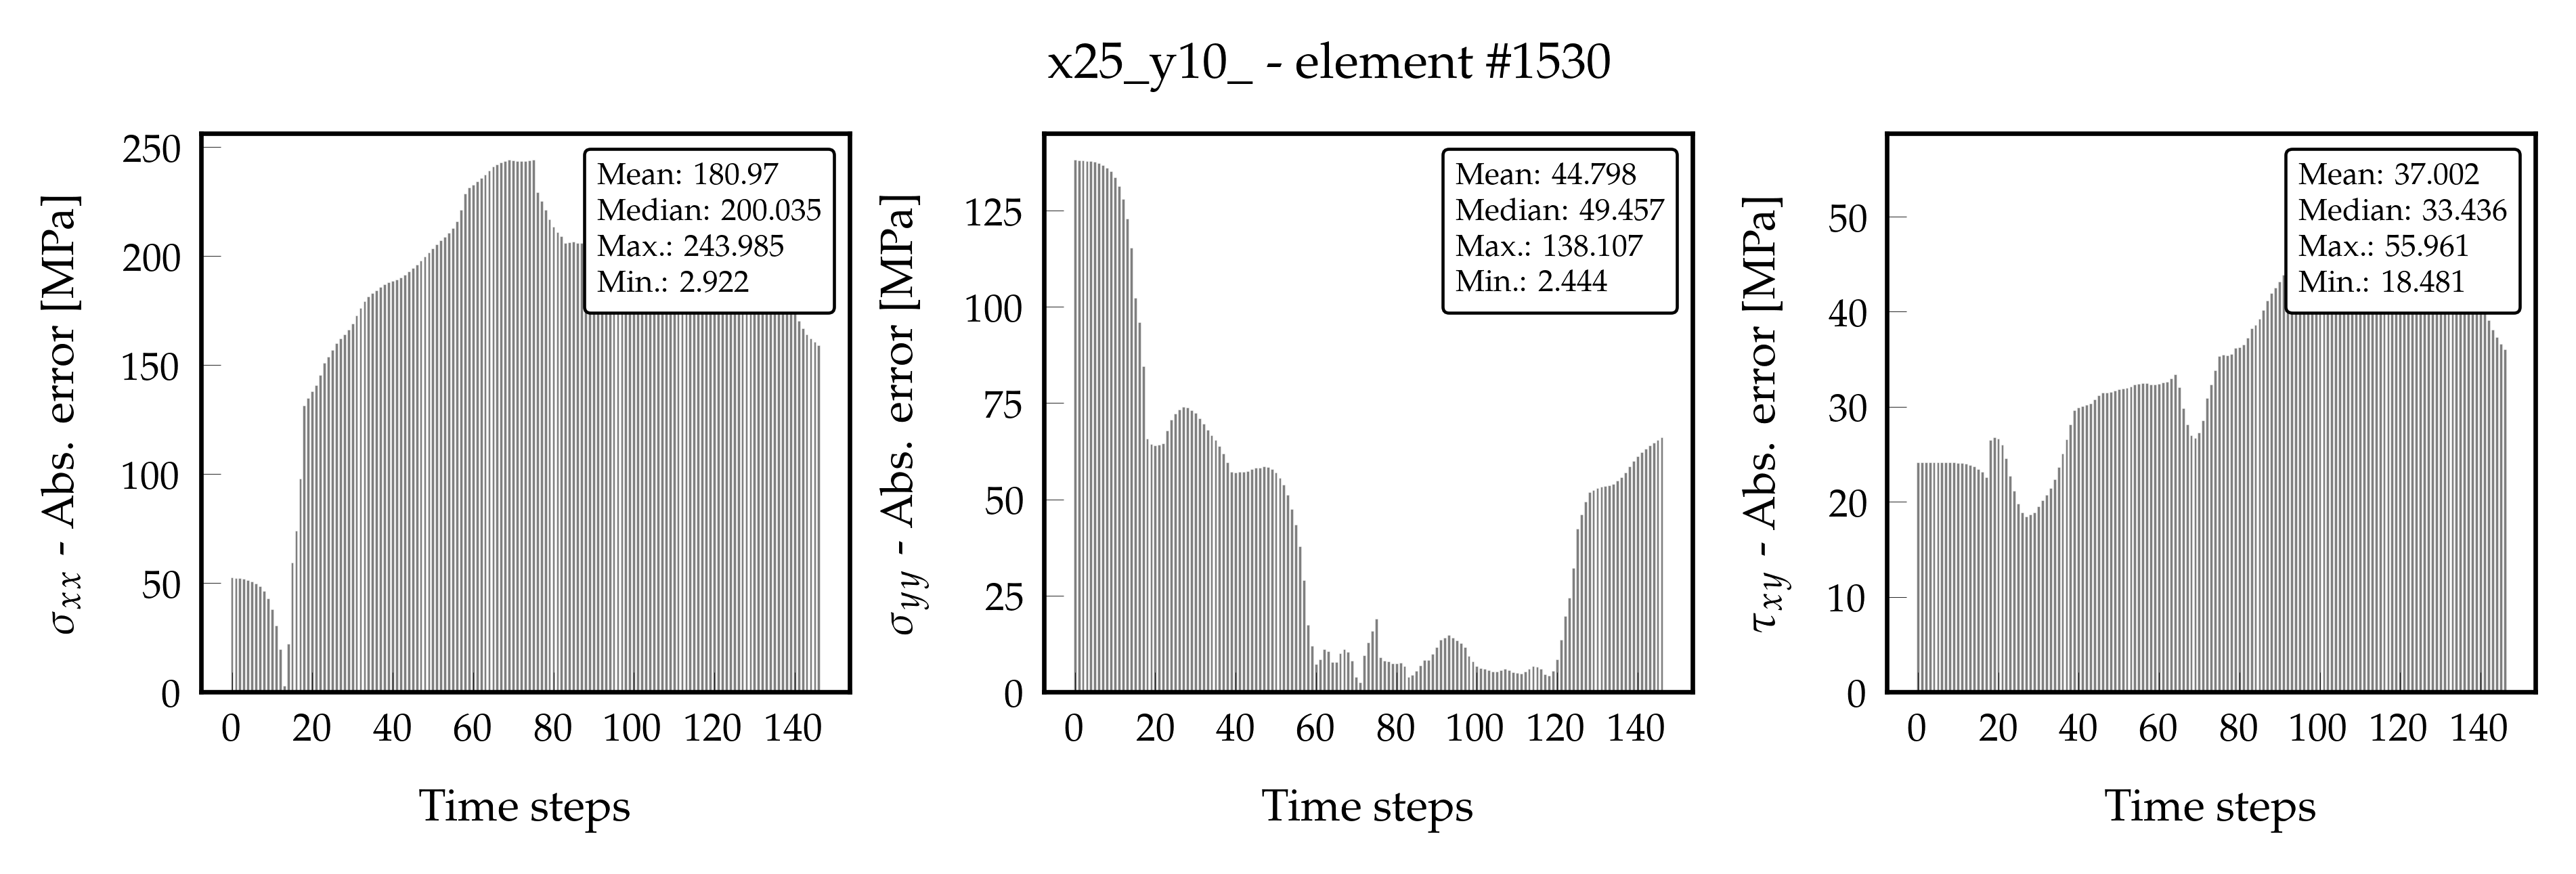 x25_y10_ - element #1530
σxx - Abs. error [MPa]
250
200
150
100
50
0
Mean: 180.97
Median: 200.035
Max.: 243.985
Min.: 2.922
0 20 40 60 80 100 120 140
Time steps
σyy - Abs. error [MPa]
125
100
75
50
25
0
Mean: 44.798
Median: 49.457
Max.: 138.107
Min.: 2.444
0 20 40 60 80 100 120 140
Time steps
τxy - Abs. error [MPa]
50
40
30
20
10
0
Mean: 37.002
Median: 33.436
Max.: 55.961
Min.: 18.481
0 20 40 60 80 100 120 140
Time steps